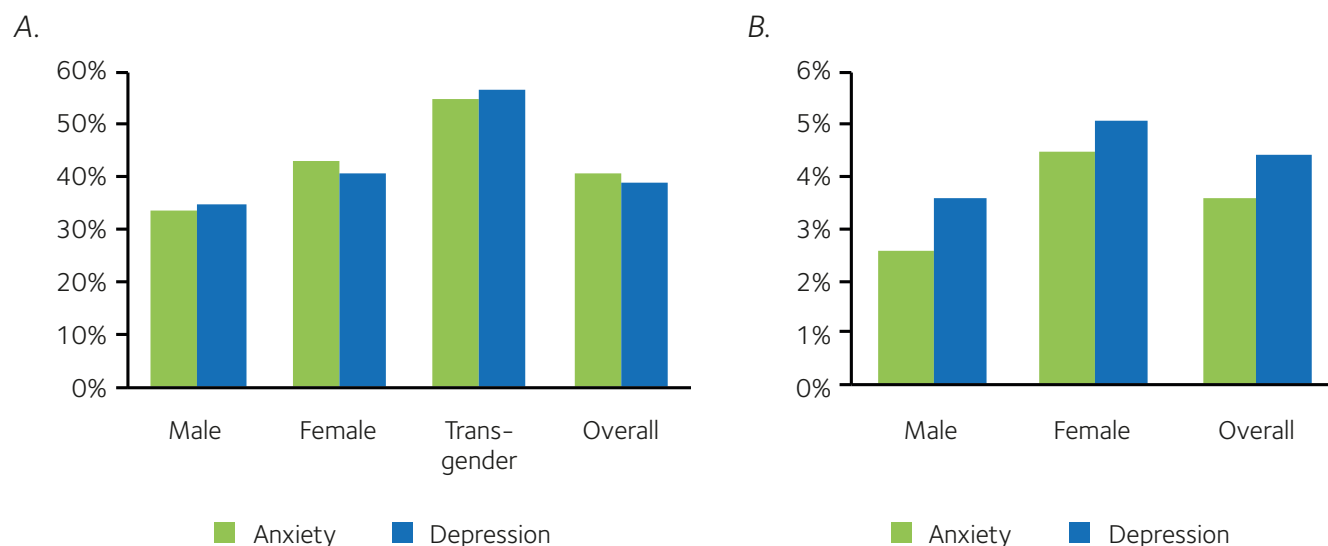 A.
60%
50%
40%
30%
20%
10%
0%
Male Female Trans-
gender Overall
Anxiety Depression
B.
6%
5%
4%
3%
2%
1%
0%
Male Female Overall
Anxiety Depression